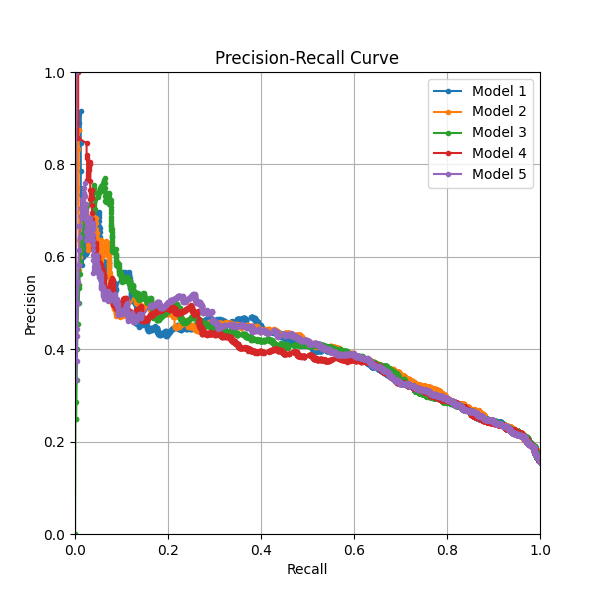 Precision-Recall Curve
1.0
0.8
0.6
0.4
0.2
0.0
Precision
Model 1
Model 2
Model 3
Model 4
Model 5
0.0 0.2 0.4 0.6 0.8 1.0
Recall